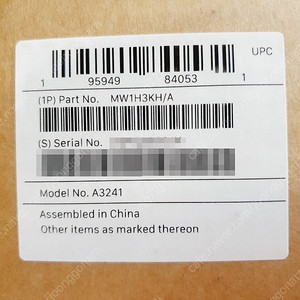 UPC
1 95949 84053 1
(1P) Part No. MW1H3KH/A
(S) Serial No.
Model No. A3241
Assembled in China
Other items as marked thereon